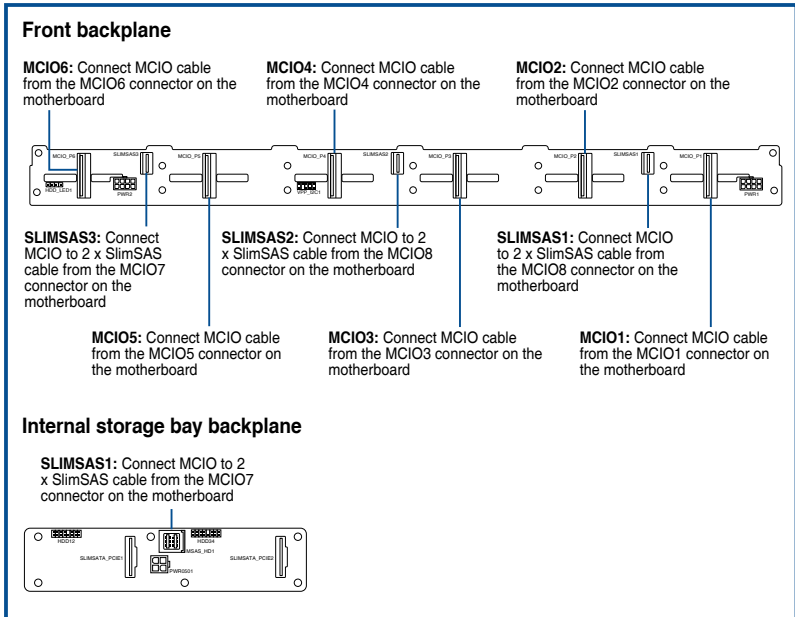 Front backplane
MCIO6: Connect MCIO cable
from the MCIO6 connector on the
motherboard
MCIO4: Connect MCIO cable
from the MCIO4 connector on the
motherboard
MCIO2: Connect MCIO cable
from the MCIO2 connector on the
motherboard
MCIO_P6
SLIMSAS3
MCIO_P5
MCIO_P4
SLIMSAS2
MCIO_P3
MCIO_P2
SLIMSAS1
MCIO_P1
HDD_LED1
PWR2
VPP_I2C1
PWR1
SLIMSAS3: Connect
MCIO to 2 x SlimSAS
cable from the MCIO7
connector on the
motherboard
SLIMSAS2: Connect MCIO to 2
x SlimSAS cable from the MCIO8
connector on the motherboard
SLIMSAS1: Connect MCIO
to 2 x SlimSAS cable from
the MCIO8 connector on the
motherboard
MCIO5: Connect MCIO cable
from the MCIO5 connector on
the motherboard
MCIO3: Connect MCIO cable
from the MCIO3 connector on the
motherboard
MCIO1: Connect MCIO cable
from the MCIO1 connector on
the motherboard
Internal storage bay backplane
SLIMSAS1: Connect MCIO to 2
x SlimSAS cable from the MCIO7
connector on the motherboard
HDD12
HDD34
IMSAS_HD1
SLIMSATA_PCIE1
SLIMSATA_PCIE2
PWR0501